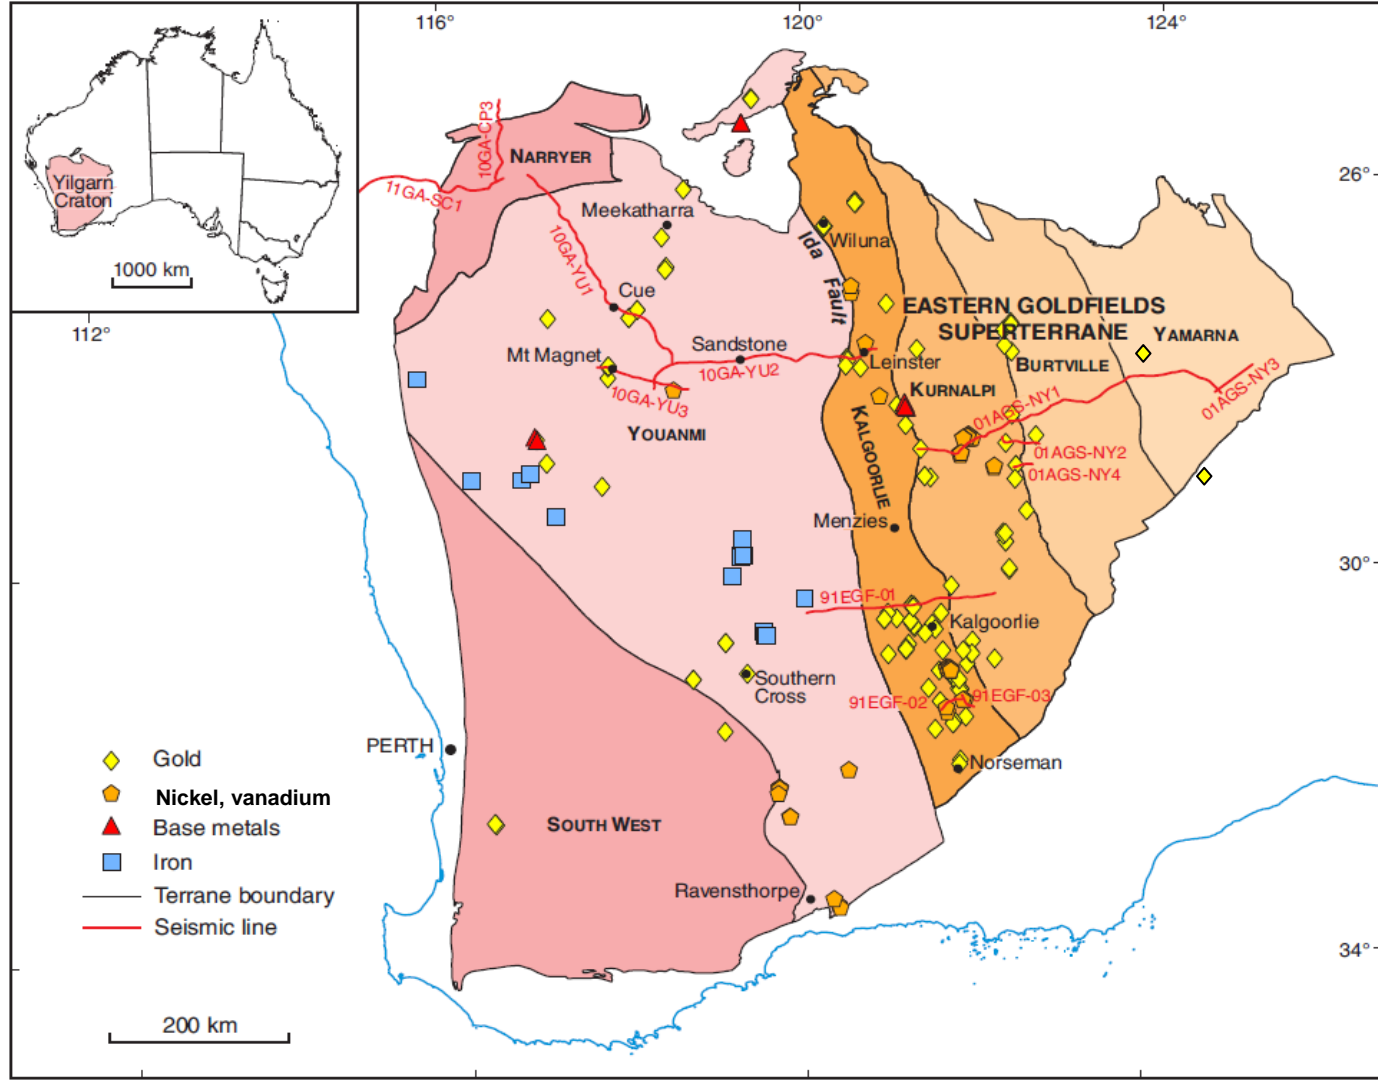 116°
120°
124°
Yilgarn
Craton
1000 km
112°
26°
30°
34°
10GA-CP3
11GA-SC1
NARRYER
Meekatharra
10GA-YU1
Cue
Wiluna
Ida
Fault
EASTERN GOLDFIELDS
SUPERTERRANE
YAMARNA
BURTVILLE
Sandstone
Mt Magnet
10GA-YU2
10GA-YU3
Leinster
KURNALPI
01AGS-NY1
01AGS-NY3
01AGS-NY2
01AGS-NY4
YOUANMI
KALGOORLIE
Menzies
91EGF-01
Kalgoorlie
Southern
Cross
91EGF-02
91EGF-03
PERTH
Norseman
SOUTH WEST
Ravensthorpe
Gold
Nickel, vanadium
Base metals
Iron
Terrane boundary
Seismic line
200 km